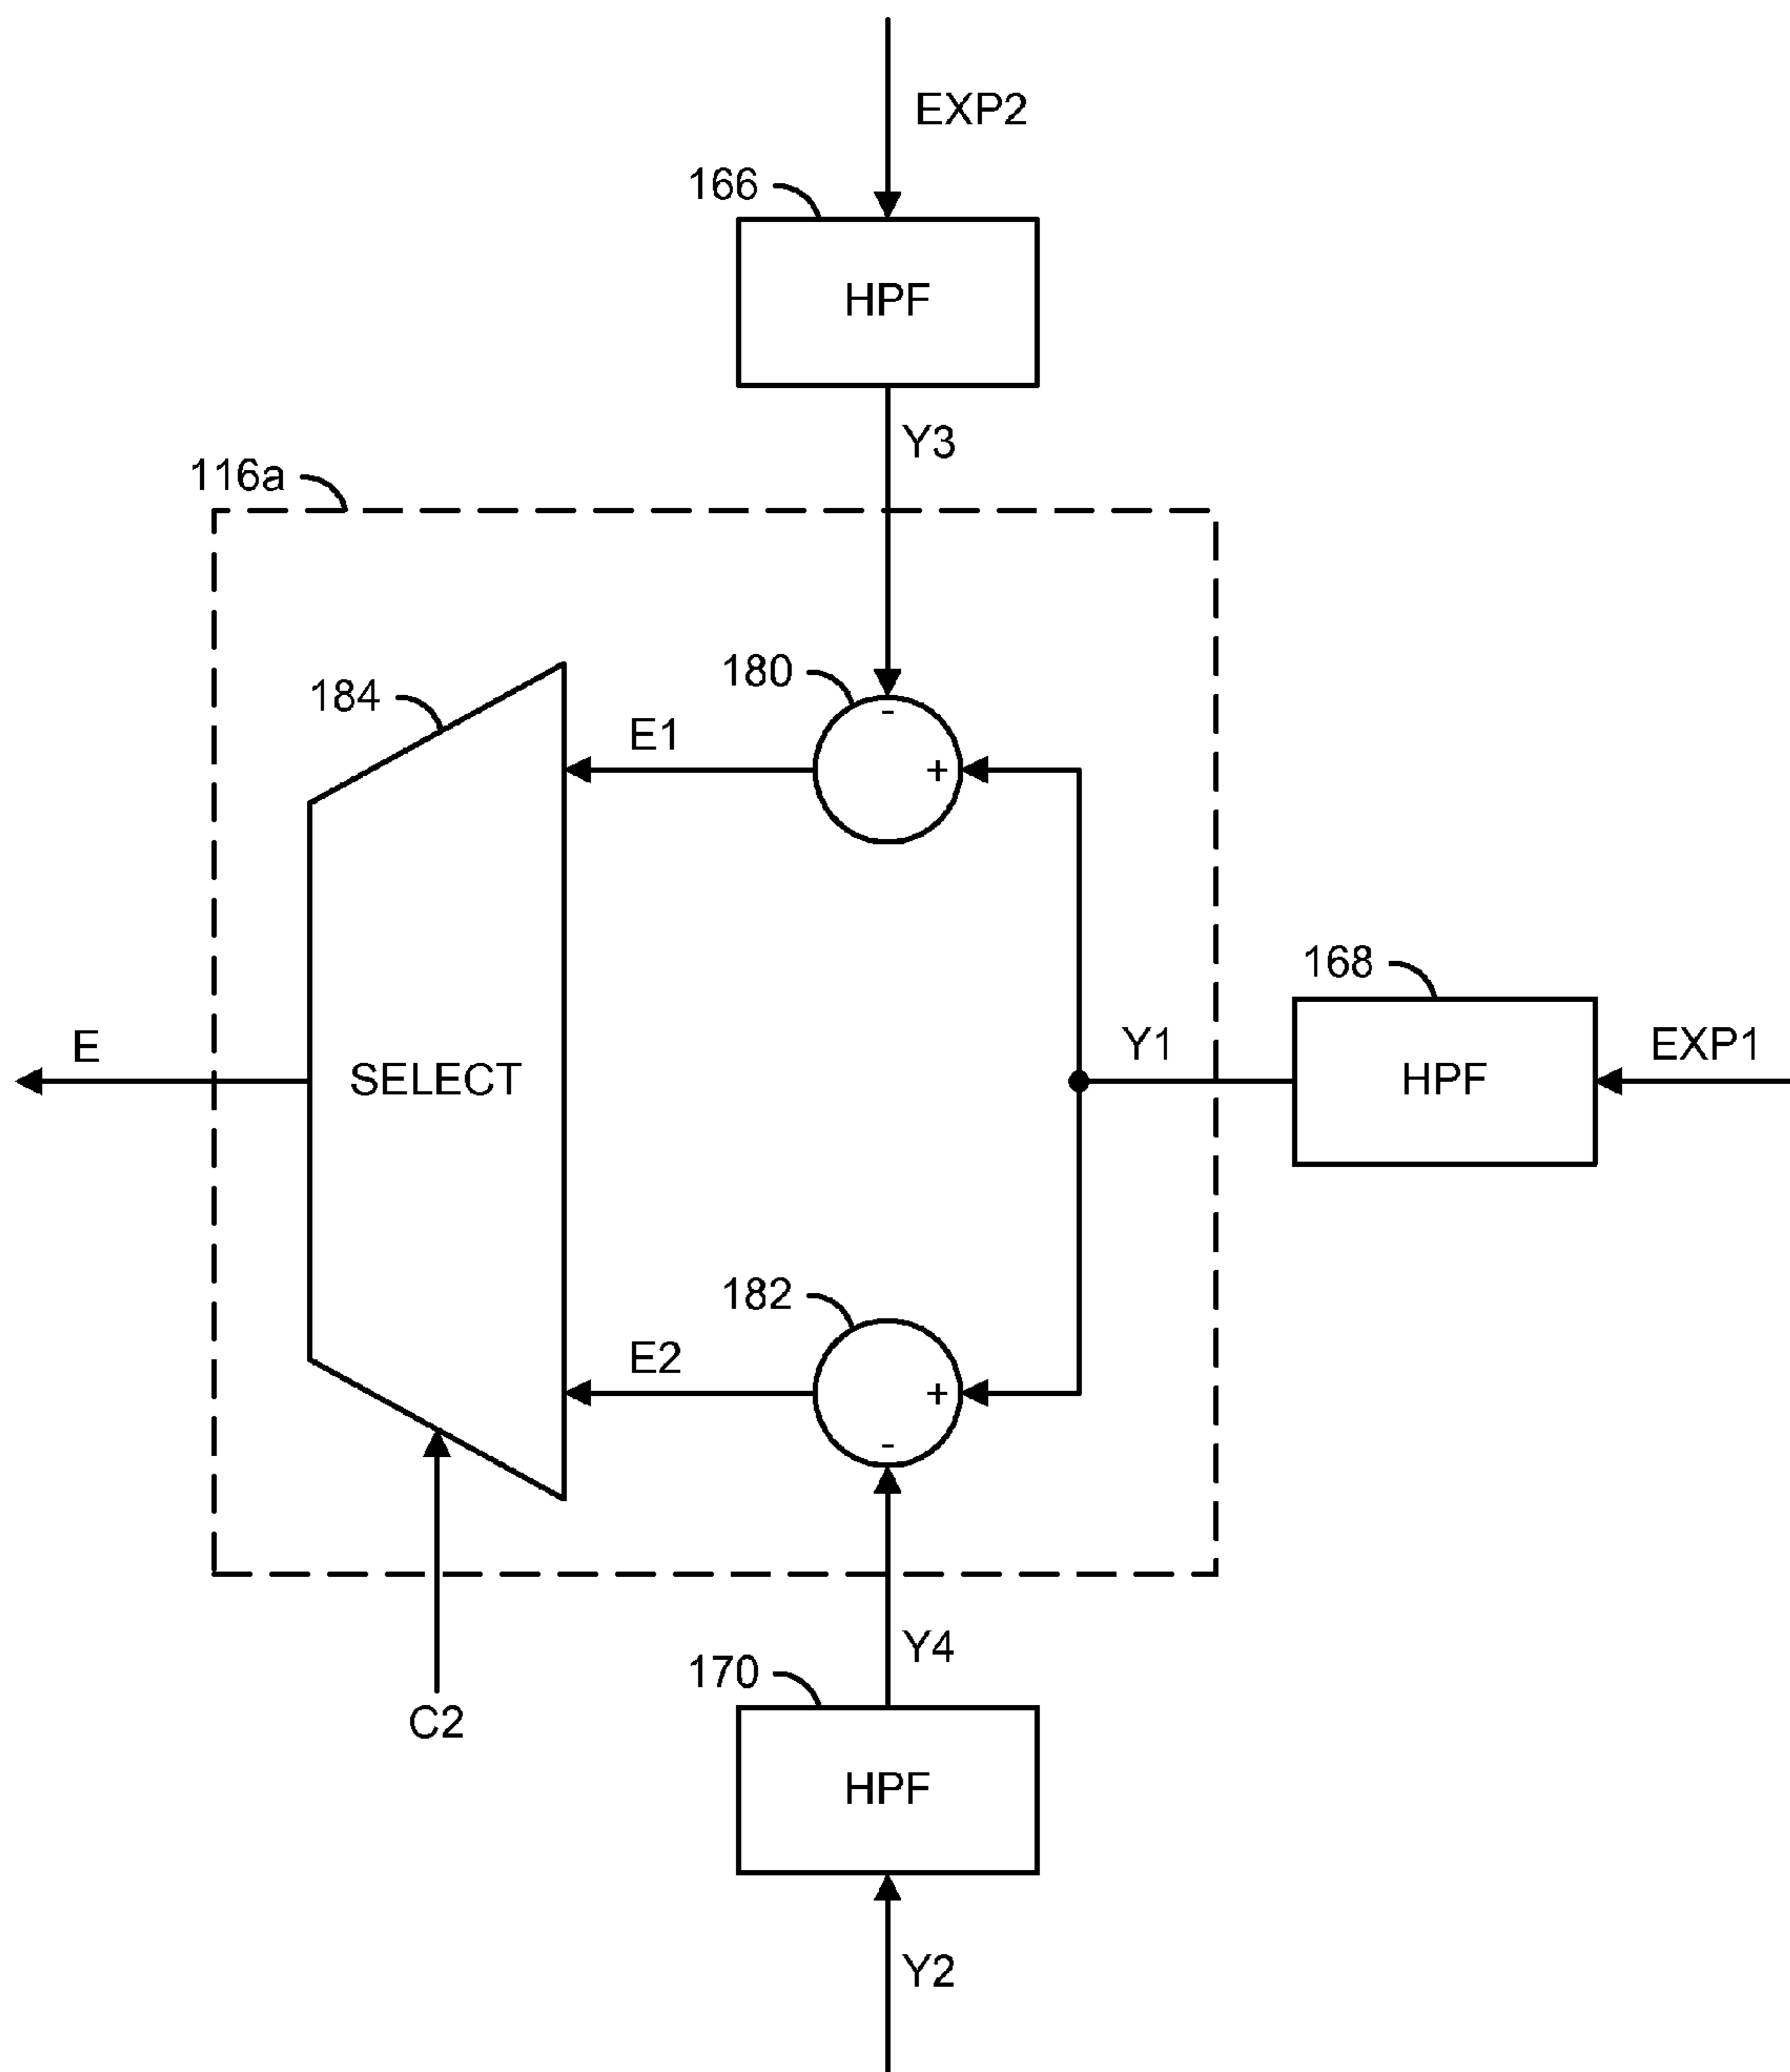 EXP2
166
HPF
Y3
116a
180
-
184
E1
+
168
E
SELECT
Y1
HPF
EXP1
182
E2
+
-
Y4
170
C2
HPF
Y2